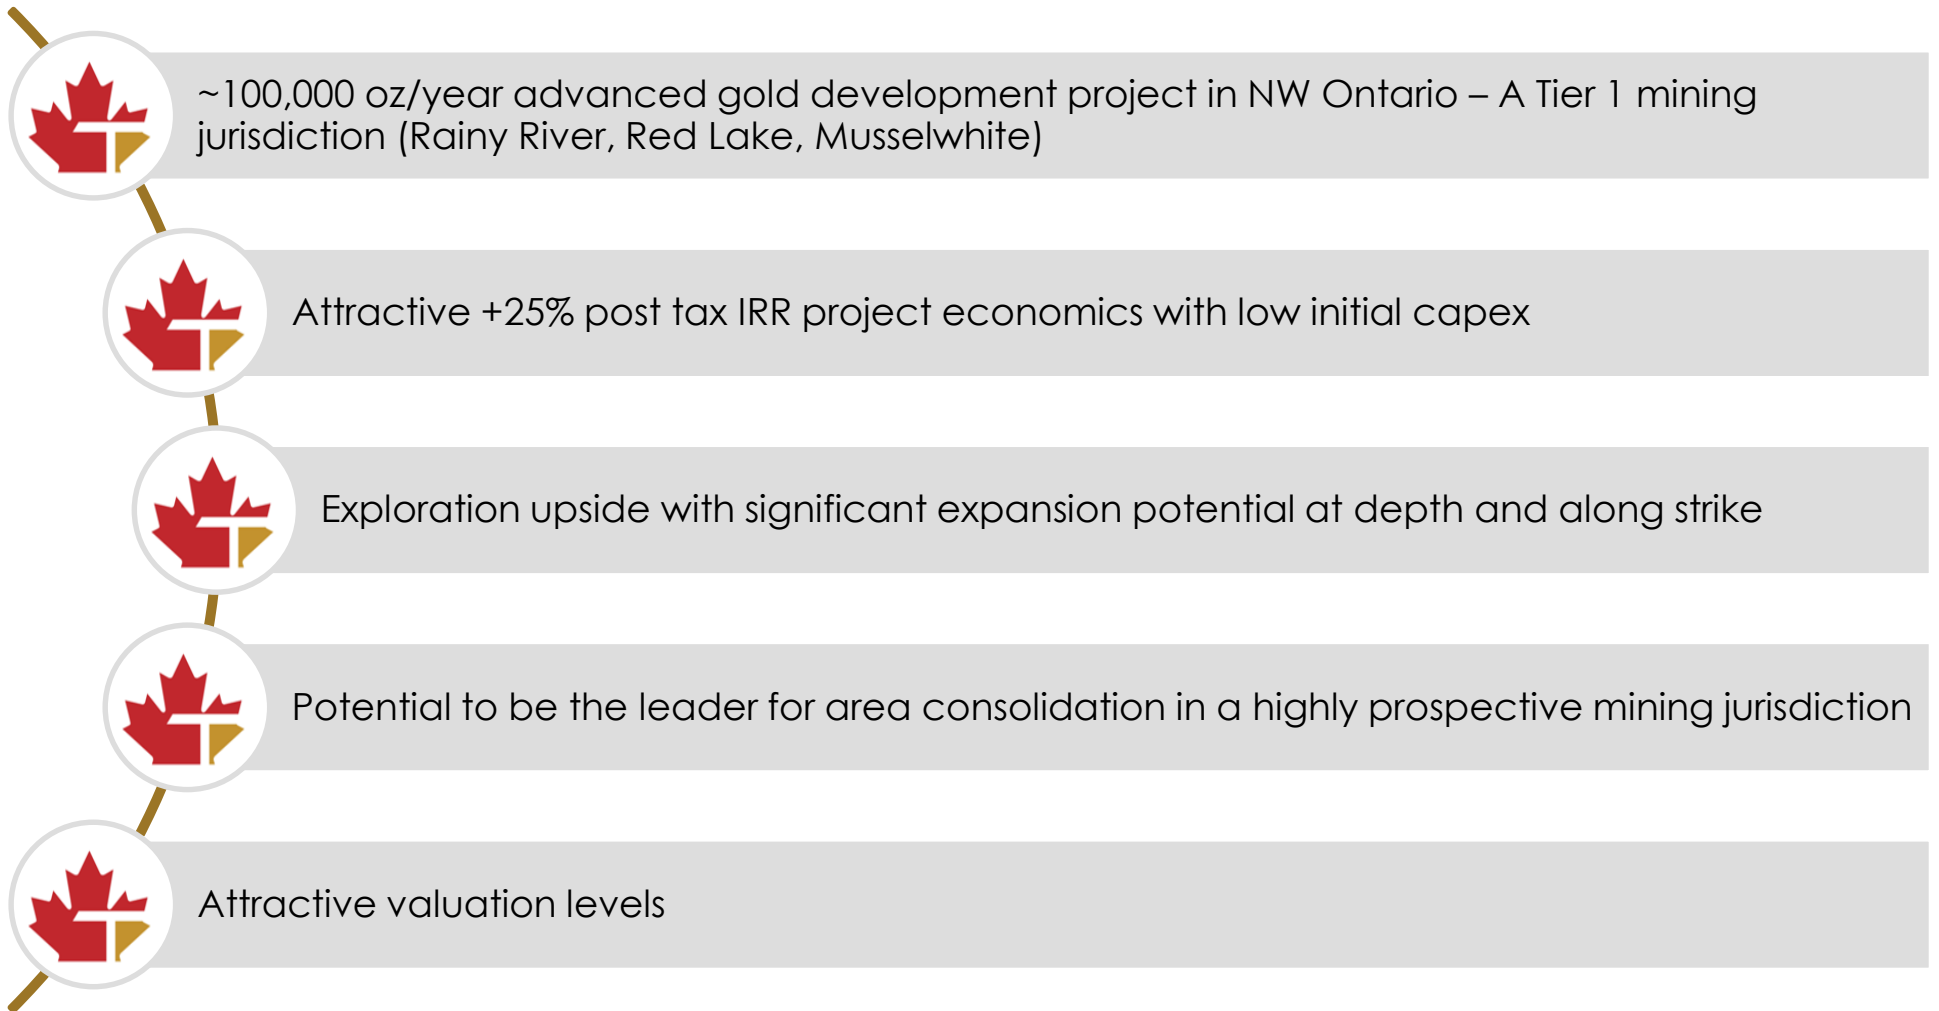 ~100,000 oz/year advanced gold development project in NW Ontario – A Tier 1 mining
jurisdiction (Rainy River, Red Lake, Musselwhite)
Attractive +25% post tax IRR project economics with low initial capex
Exploration upside with significant expansion potential at depth and along strike
Potential to be the leader for area consolidation in a highly prospective mining jurisdiction
Attractive valuation levels